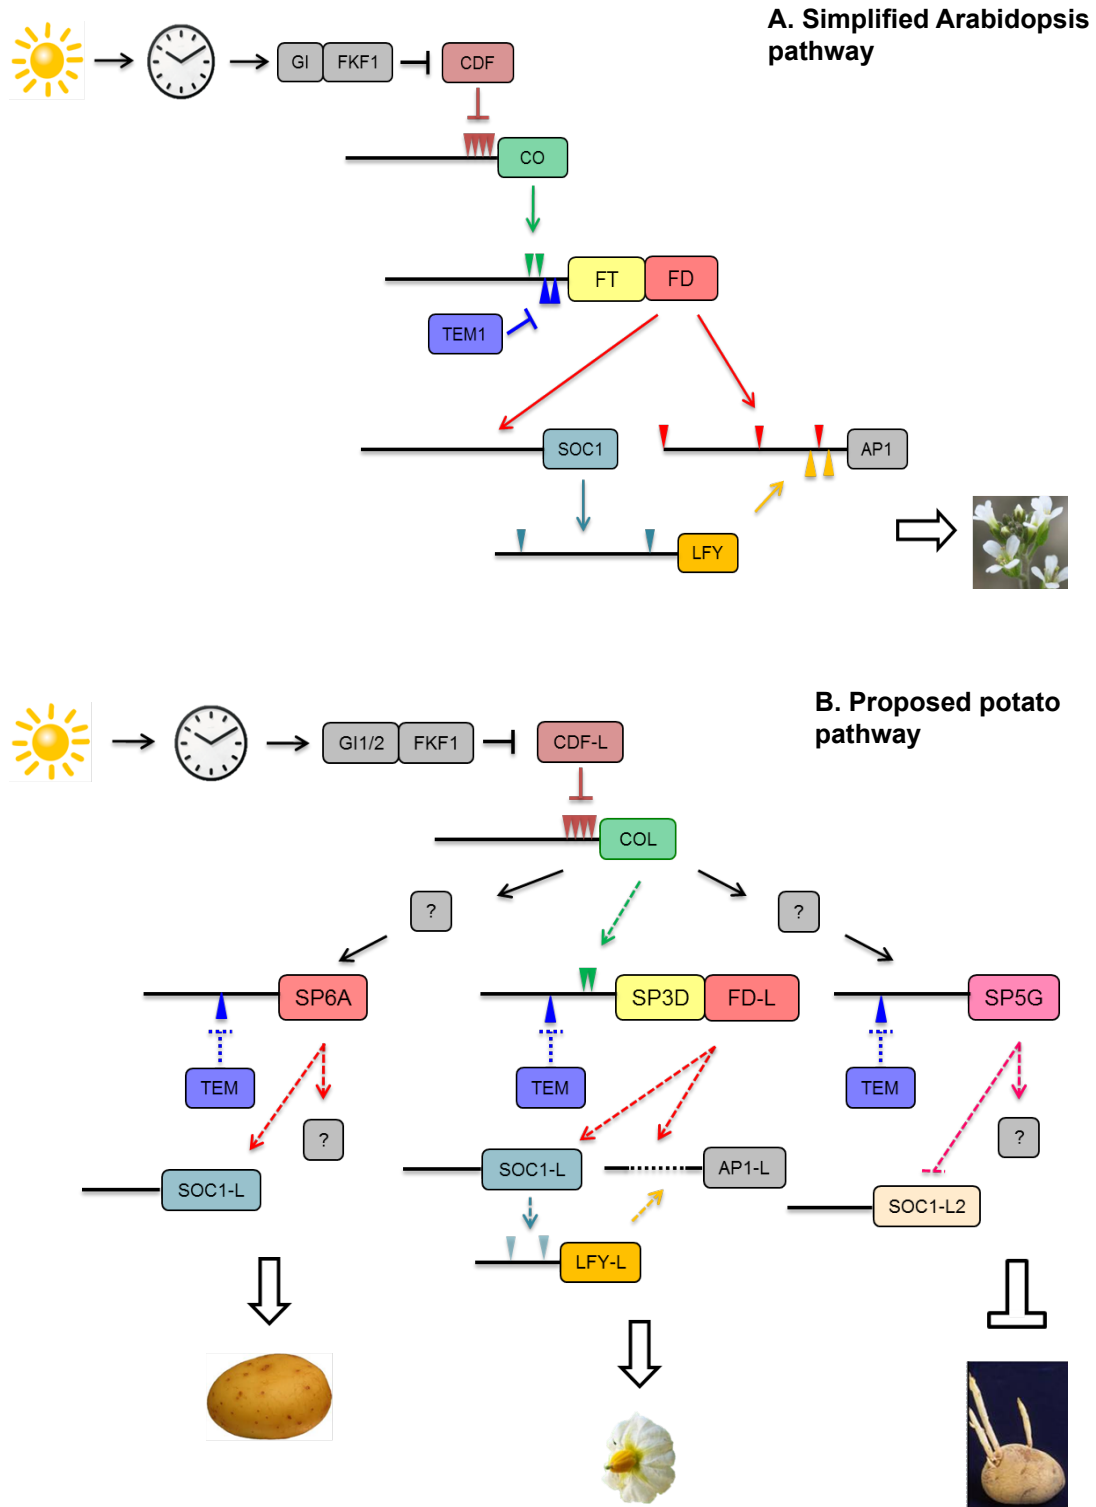 A. Simplified Arabidopsis
pathway
GI FKF1 CDF
CO
FT FD
TEM1
SOC1 AP1
LFY
B. Proposed potato
pathway
GI1/2 FKF1 CDF-L
COL
? ?
SP6A SP3D FD-L SP5G
TEM TEM TEM
? ?
SOC1-L SOC1-L AP1-L SOC1-L2
LFY-L